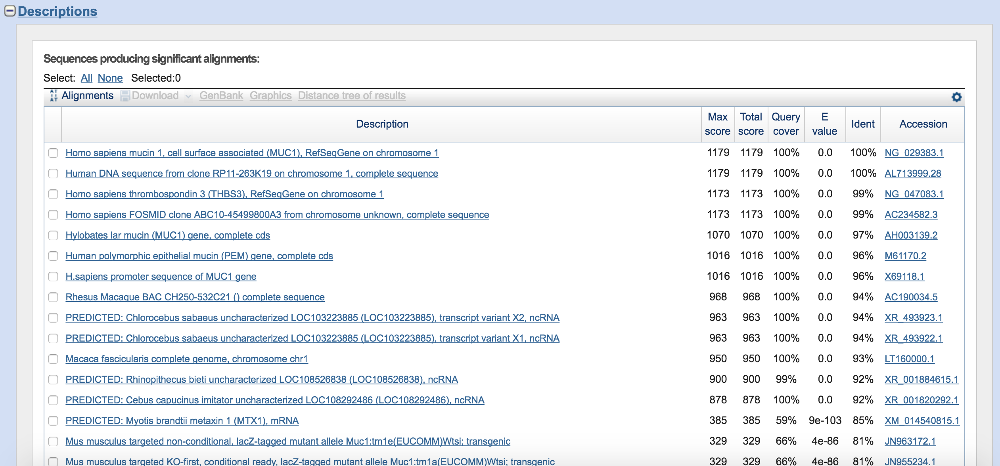 Descriptions
Sequences producing significant alignments:
Select: All None Selected:0
Alignments Download GenBank Graphics Distance tree of results
Description Max score Total score Query cover E value Ident Accession
Homo sapiens mucin 1, cell surface associated (MUC1), RefSeqGene on chromosome 1 1179 1179 100% 0.0 100% NG_029383.1
Human DNA sequence from clone RP11-263K19 on chromosome 1, complete sequence 1179 1179 100% 0.0 100% AL713999.28
Homo sapiens thrombospondin 3 (THBS3), RefSeqGene on chromosome 1 1173 1173 100% 0.0 99% NG_047083.1
Homo sapiens FOSMID clone ABC10-45499800A3 from chromosome unknown, complete sequence 1173 1173 100% 0.0 99% AC234582.3
Hylobates lar mucin (MUC1) gene, complete cds 1070 1070 100% 0.0 97% AH003139.2
Human polymorphic epithelial mucin (PEM) gene, complete cds 1016 1016 100% 0.0 96% M61170.2
H.sapiens promoter sequence of MUC1 gene 1016 1016 100% 0.0 96% X69118.1
Rhesus Macaque BAC CH250-532C21 () complete sequence 968 968 100% 0.0 94% AC190034.5
PREDICTED: Chlorocebus sabaeus uncharacterized LOC103223885 (LOC103223885), transcript variant X2, ncRNA 963 963 100% 0.0 94% XR_493923.1
PREDICTED: Chlorocebus sabaeus uncharacterized LOC103223885 (LOC103223885), transcript variant X1, ncRNA 963 963 100% 0.0 94% XR_493922.1
Macaca fascicularis complete genome, chromosome chr1 950 950 100% 0.0 93% LT160000.1
PREDICTED: Rhinopithecus bieti uncharacterized LOC108526838 (LOC108526838), ncRNA 900 900 99% 0.0 92% XR_001884615.1
PREDICTED: Cebus capucinus imitator uncharacterized LOC108292486 (LOC108292486), ncRNA 878 878 100% 0.0 92% XR_001820292.1
PREDICTED: Myotis brandtii metaxin 1 (MTX1), mRNA 385 385 59% 9e-103 85% XM_014540815.1
Mus musculus targeted non-conditional, lacZ-tagged mutant allele Muc1:tm1e(EUCOMM)Wtsi; transgenic 329 329 66% 4e-86 81% JN963172.1
Mus musculus targeted KO-first, conditional ready, lacZ-tagged mutant allele Muc1:tm1a(EUCOMM)Wtsi; transgenic 329 329 66% 4e-86 81% JN955234.1